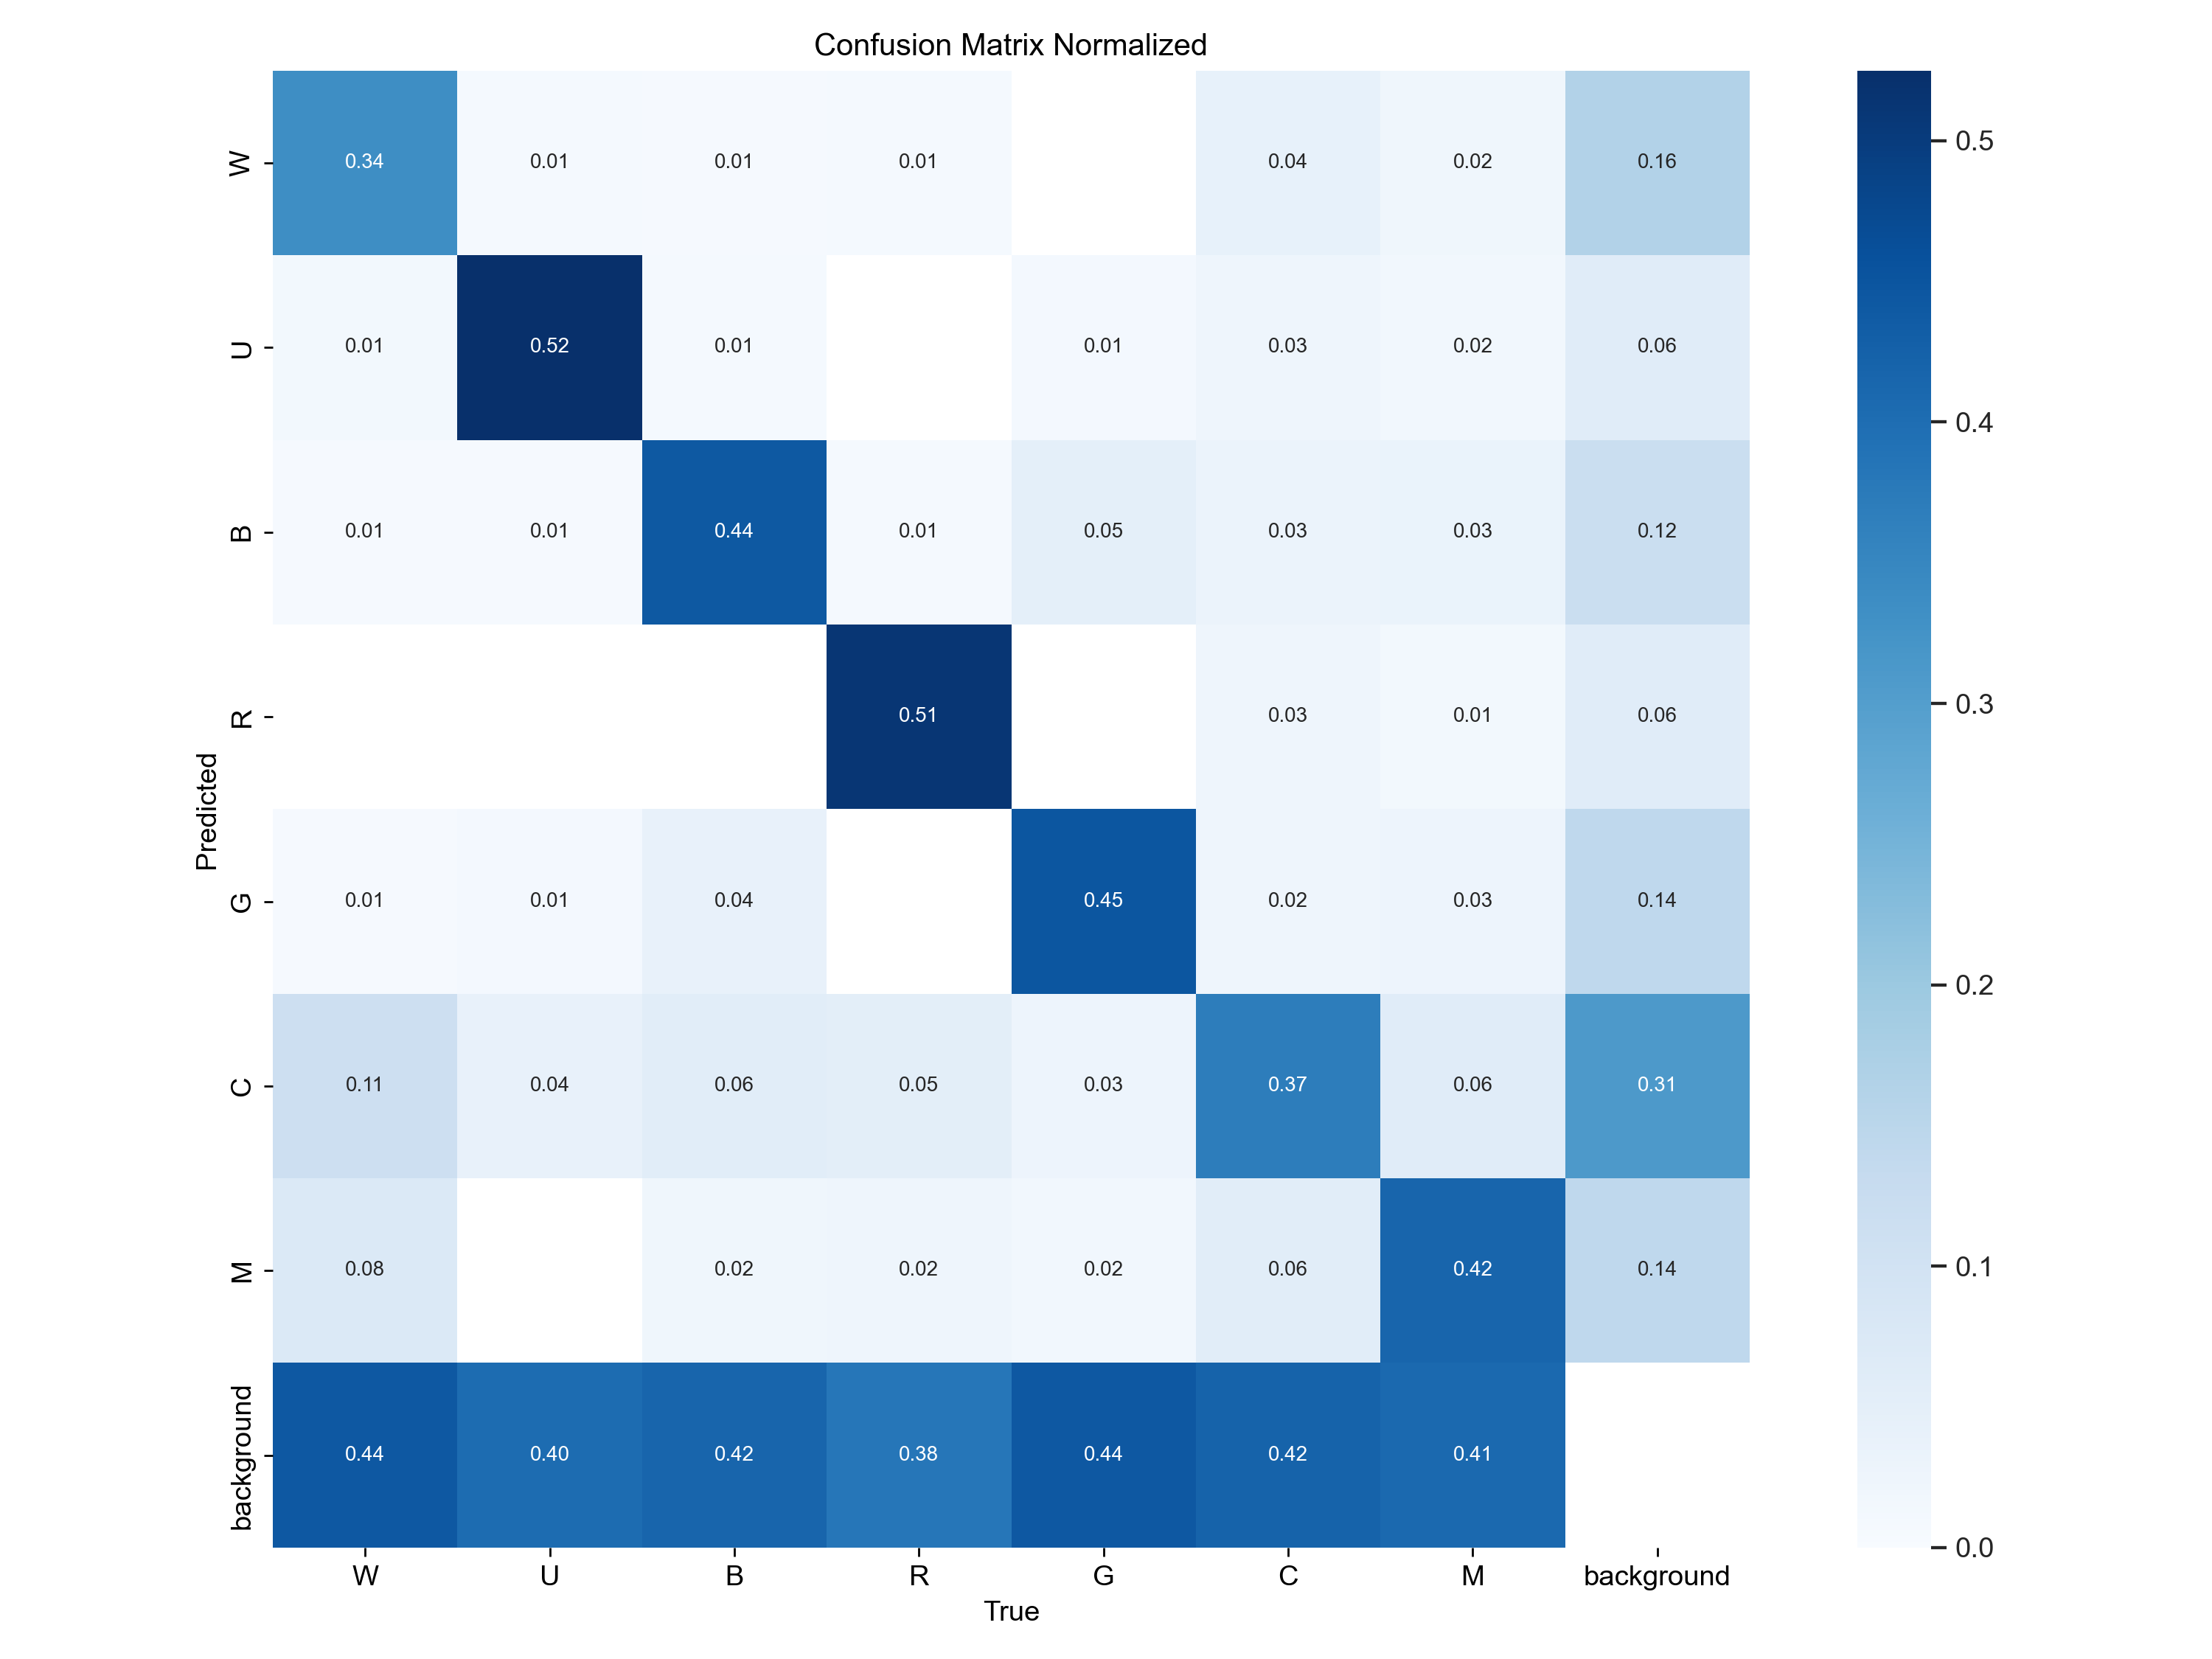 Confusion Matrix Normalized
W 0.34 0.01 0.01 0.01 0.04 0.02 0.16
U 0.01 0.52 0.01 0.01 0.03 0.02 0.06
B 0.01 0.01 0.44 0.01 0.05 0.03 0.03 0.12
R 0.51 0.03 0.01 0.06
G 0.01 0.01 0.04 0.45 0.02 0.03 0.14
C 0.11 0.04 0.06 0.05 0.03 0.37 0.06 0.31
M 0.08 0.02 0.02 0.02 0.06 0.42 0.14
background 0.44 0.40 0.42 0.38 0.44 0.42 0.41
W U B R G C M background
True
Predicted
0.5
0.4
0.3
0.2
0.1
0.0